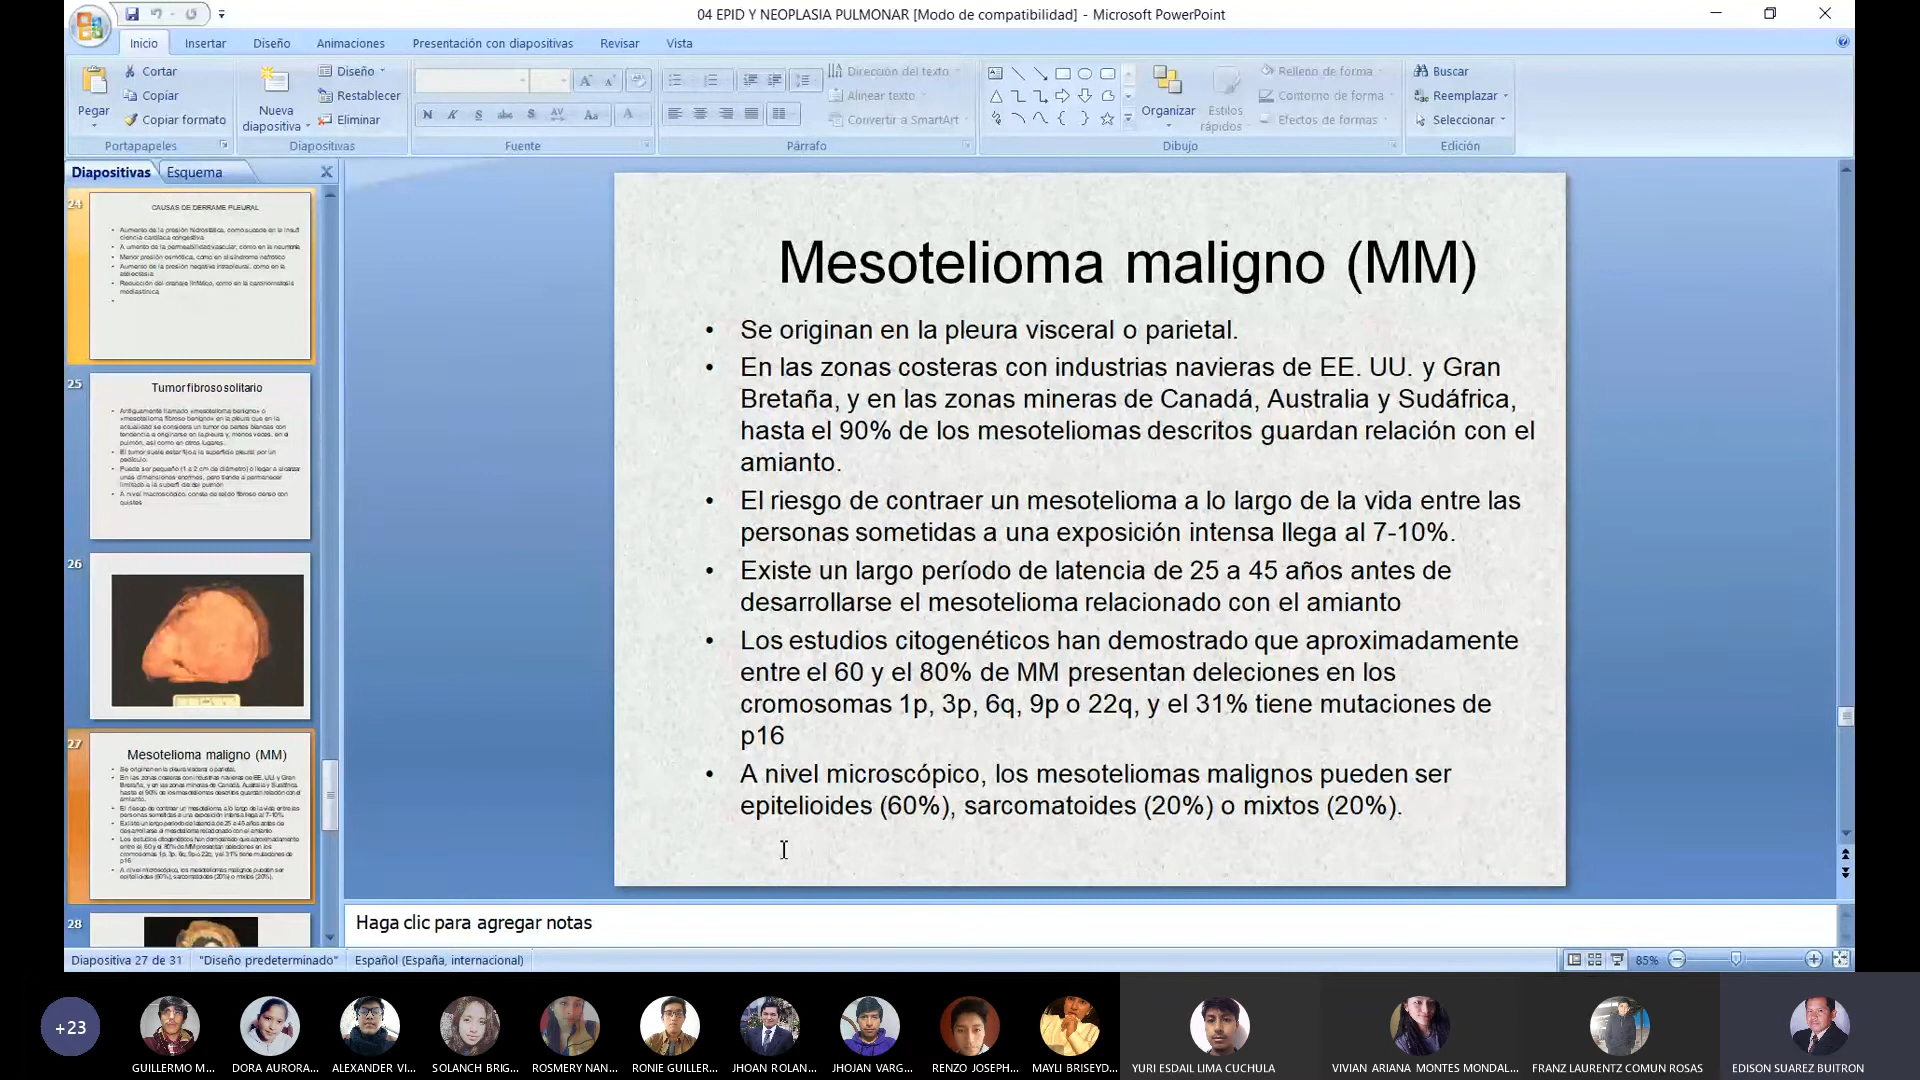 04 EPID Y NEOPLASIA PULMONAR [Modo de compatibilidad] - Microsoft PowerPoint
Inicio Insertar Diseño Animaciones Presentación con diapositivas Revisar Vista
Pegar
Cortar
Copiar
Copiar formato
Portapapeles
Nueva
diapositiva
Diseño
Restablecer
Eliminar
Diapositivas
Fuente
Dirección del texto
Alinear texto
Convertir a SmartArt
Párrafo
Organizar
Estilos
rápidos
Relleno de forma
Contorno de forma
Efectos de formas
Dibujo
Buscar
Reemplazar
Seleccionar
Edición
Diapositivas Esquema
24
CAUSAS DE DERRAME PLEURAL
25
Tumor fibroso solitario
26
27
Mesotelioma maligno (MM)
28
Mesotelioma maligno (MM)
• Se originan en la pleura visceral o parietal.
• En las zonas costeras con industrias navieras de EE. UU. y Gran
Bretaña, y en las zonas mineras de Canadá, Australia y Sudáfrica,
hasta el 90% de los mesoteliomas descritos guardan relación con el
amianto.
• El riesgo de contraer un mesotelioma a lo largo de la vida entre las
personas sometidas a una exposición intensa llega al 7-10%.
• Existe un largo período de latencia de 25 a 45 años antes de
desarrollarse el mesotelioma relacionado con el amianto
• Los estudios citogenéticos han demostrado que aproximadamente
entre el 60 y el 80% de MM presentan deleciones en los
cromosomas 1p, 3p, 6q, 9p o 22q, y el 31% tiene mutaciones de
p16
• A nivel microscópico, los mesoteliomas malignos pueden ser
epitelioides (60%), sarcomatoides (20%) o mixtos (20%).
Haga clic para agregar notas
Diapositiva 27 de 31 "Diseño predeterminado" Español (España, internacional) 85%
+23
GUILLERMO M... DORA AURORA... ALEXANDER VI... SOLANCH BRIG... ROSMERY NAN... RONIE GUILLER... JHOAN ROLAN... JHOJAN VARG... RENZO JOSEPH... MAYLI BRISEYD... YURI ESDAIL LIMA CUCHULA VIVIAN ARIANA MONTES MONDAL... FRANZ LAURENTZ COMUN ROSAS EDISON SUAREZ BUITRON